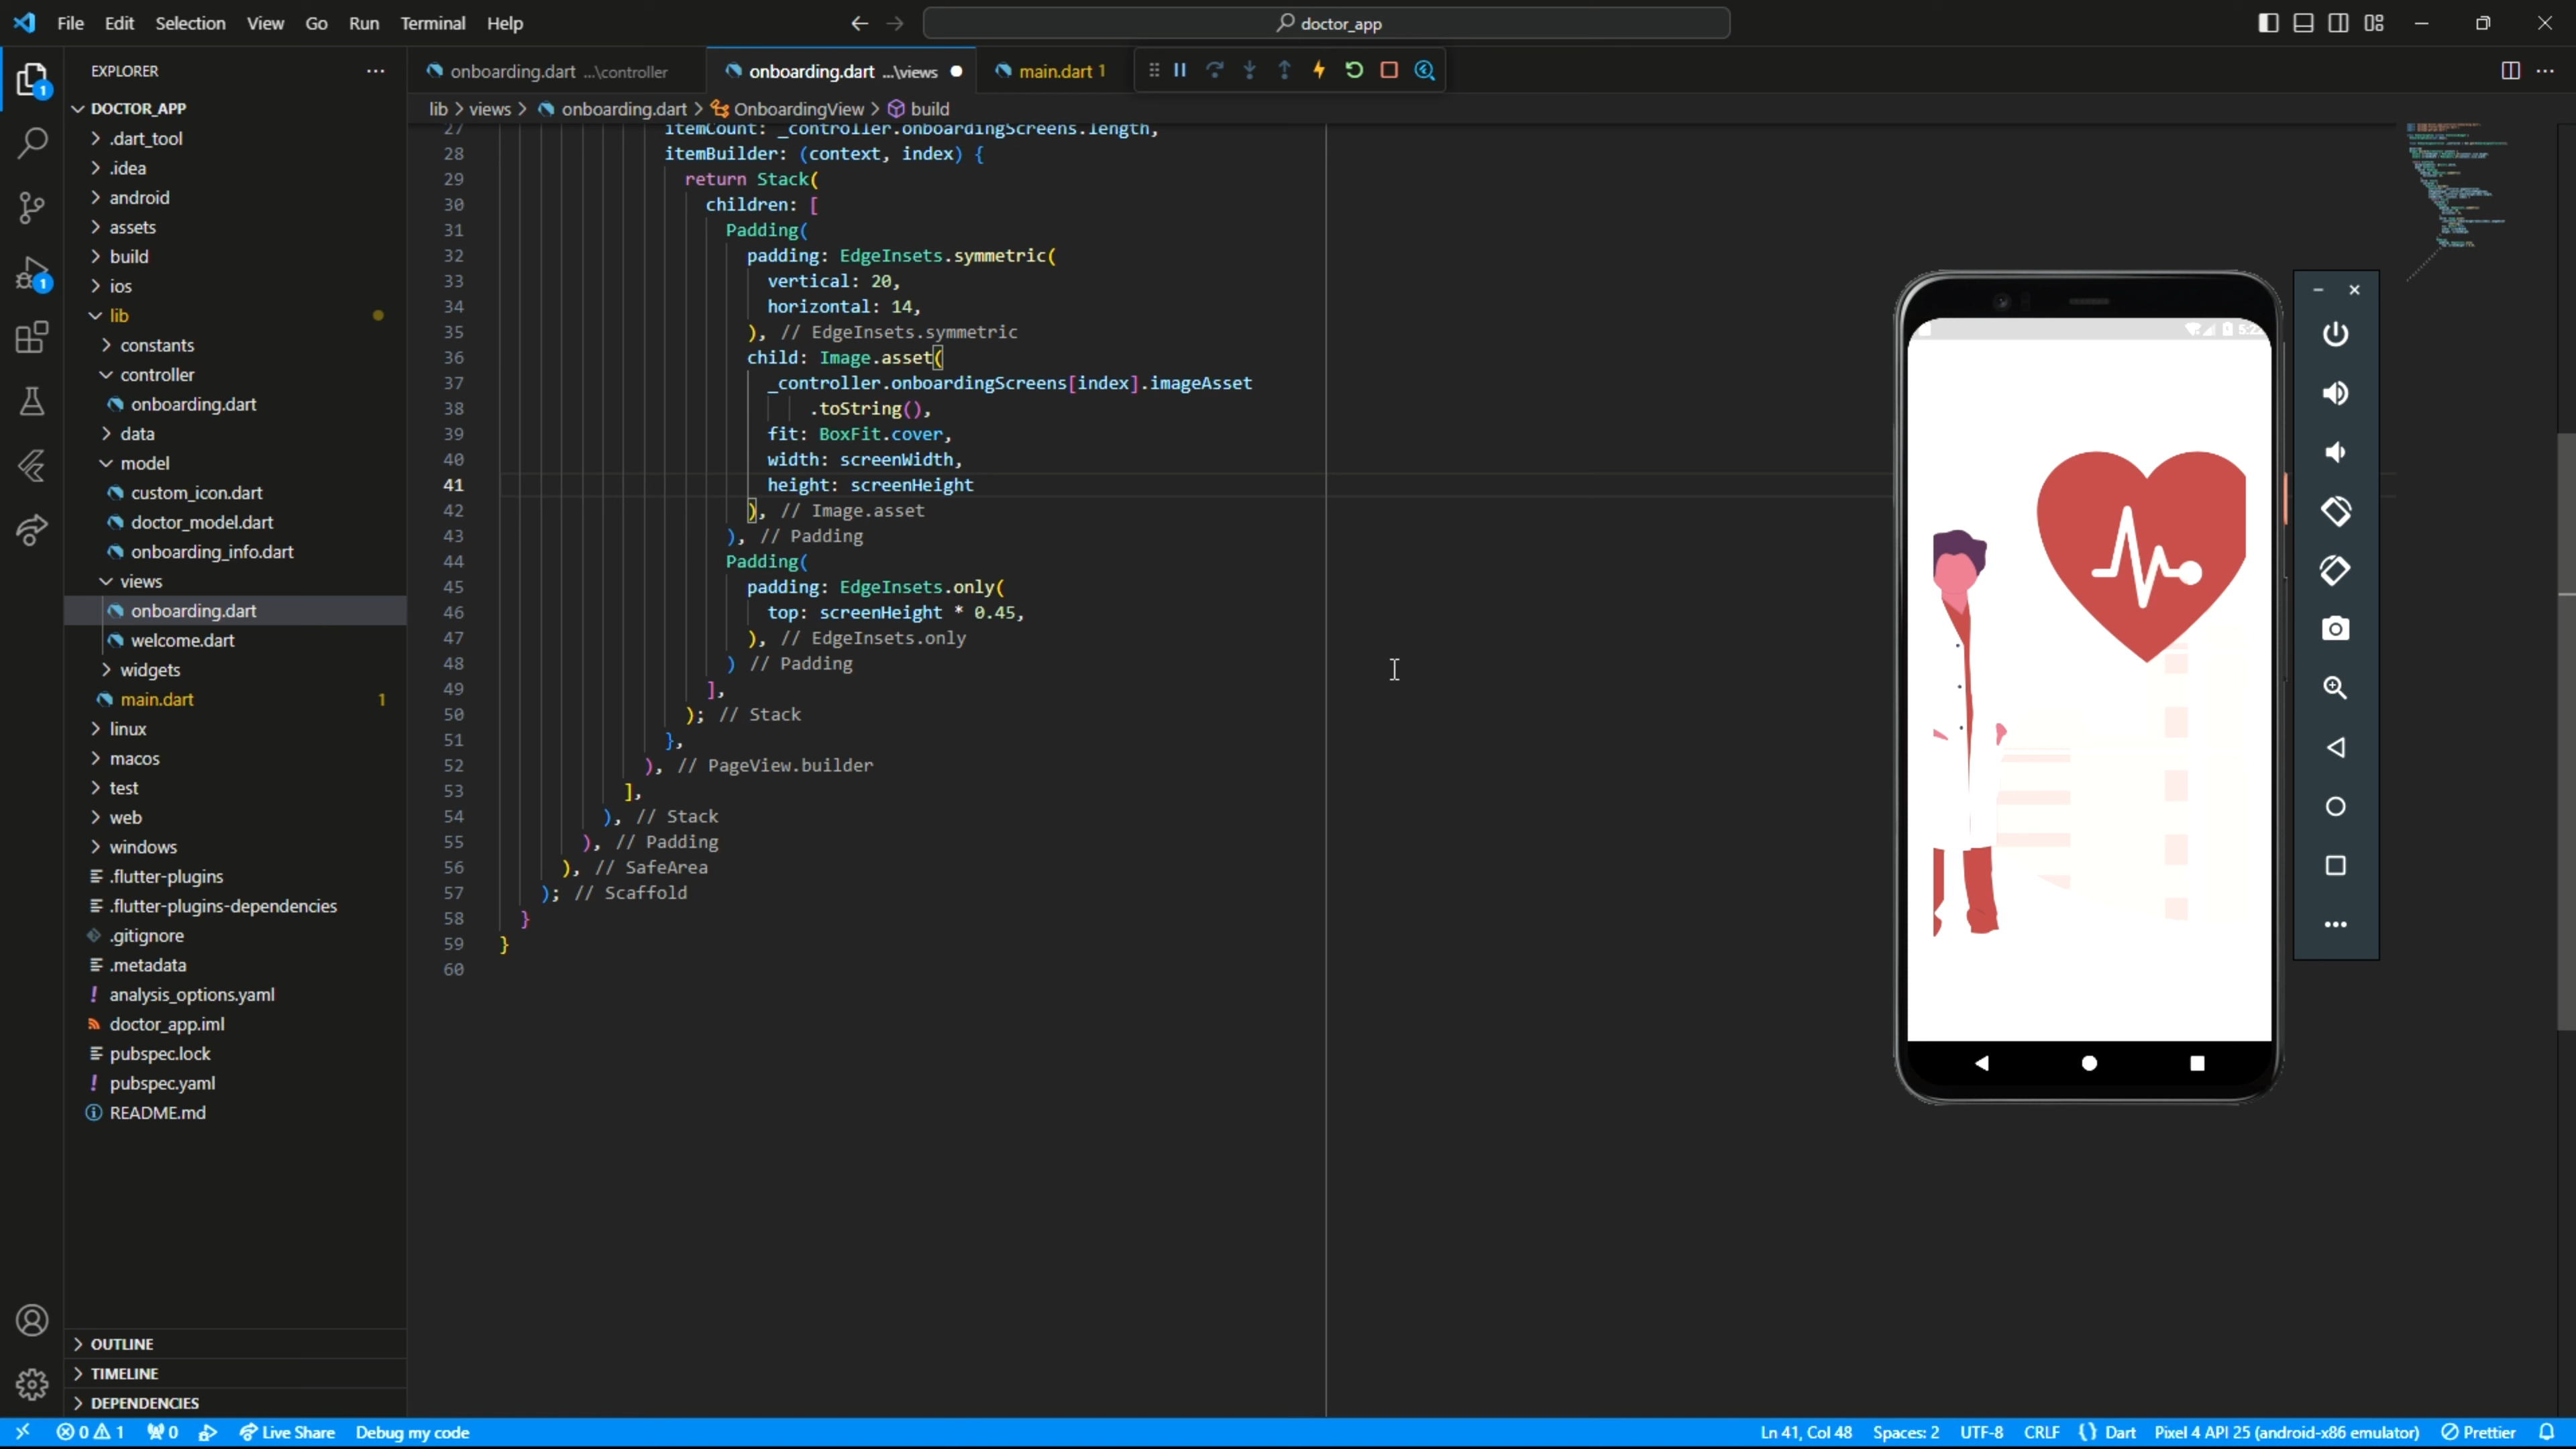 File Edit Selection View Go Run Terminal Help
doctor_app
EXPLORER
DOCTOR_APP
.dart_tool
.idea
android
assets
build
ios
lib
constants
controller
onboarding.dart
data
model
custom_icon.dart
doctor_model.dart
onboarding_info.dart
views
onboarding.dart
welcome.dart
widgets
main.dart 1
linux
macos
test
web
windows
.flutter-plugins
.flutter-plugins-dependencies
.gitignore
.metadata
analysis_options.yaml
doctor_app.iml
pubspec.lock
pubspec.yaml
README.md
OUTLINE
TIMELINE
DEPENDENCIES
onboarding.dart ...\controller
onboarding.dart ...\views
main.dart 1
lib > views > onboarding.dart > OnboardingView > build
27 itemCount: _controller.onboardingScreens.length,
28 itemBuilder: (context, index) {
29 return Stack(
30 children: [
31 Padding(
32 padding: EdgeInsets.symmetric(
33 vertical: 20,
34 horizontal: 14,
35 ), // EdgeInsets.symmetric
36 child: Image.asset(
37 _controller.onboardingScreens[index].imageAsset
38 .toString(),
39 fit: BoxFit.cover,
40 width: screenWidth,
41 height: screenHeight
42 ), // Image.asset
43 ), // Padding
44 Padding(
45 padding: EdgeInsets.only(
46 top: screenHeight * 0.45,
47 ), // EdgeInsets.only
48 ) // Padding
49 ],
50 ); // Stack
51 },
52 ), // PageView.builder
53 ],
54 ), // Stack
55 ), // Padding
56 ), // SafeArea
57 ); // Scaffold
58 }
59 }
60
1
1
0 1 0 Live Share Debug my code
Ln 41, Col 48 Spaces: 2 UTF-8 CRLF {} Dart Pixel 4 API 25 (android-x86 emulator) Prettier